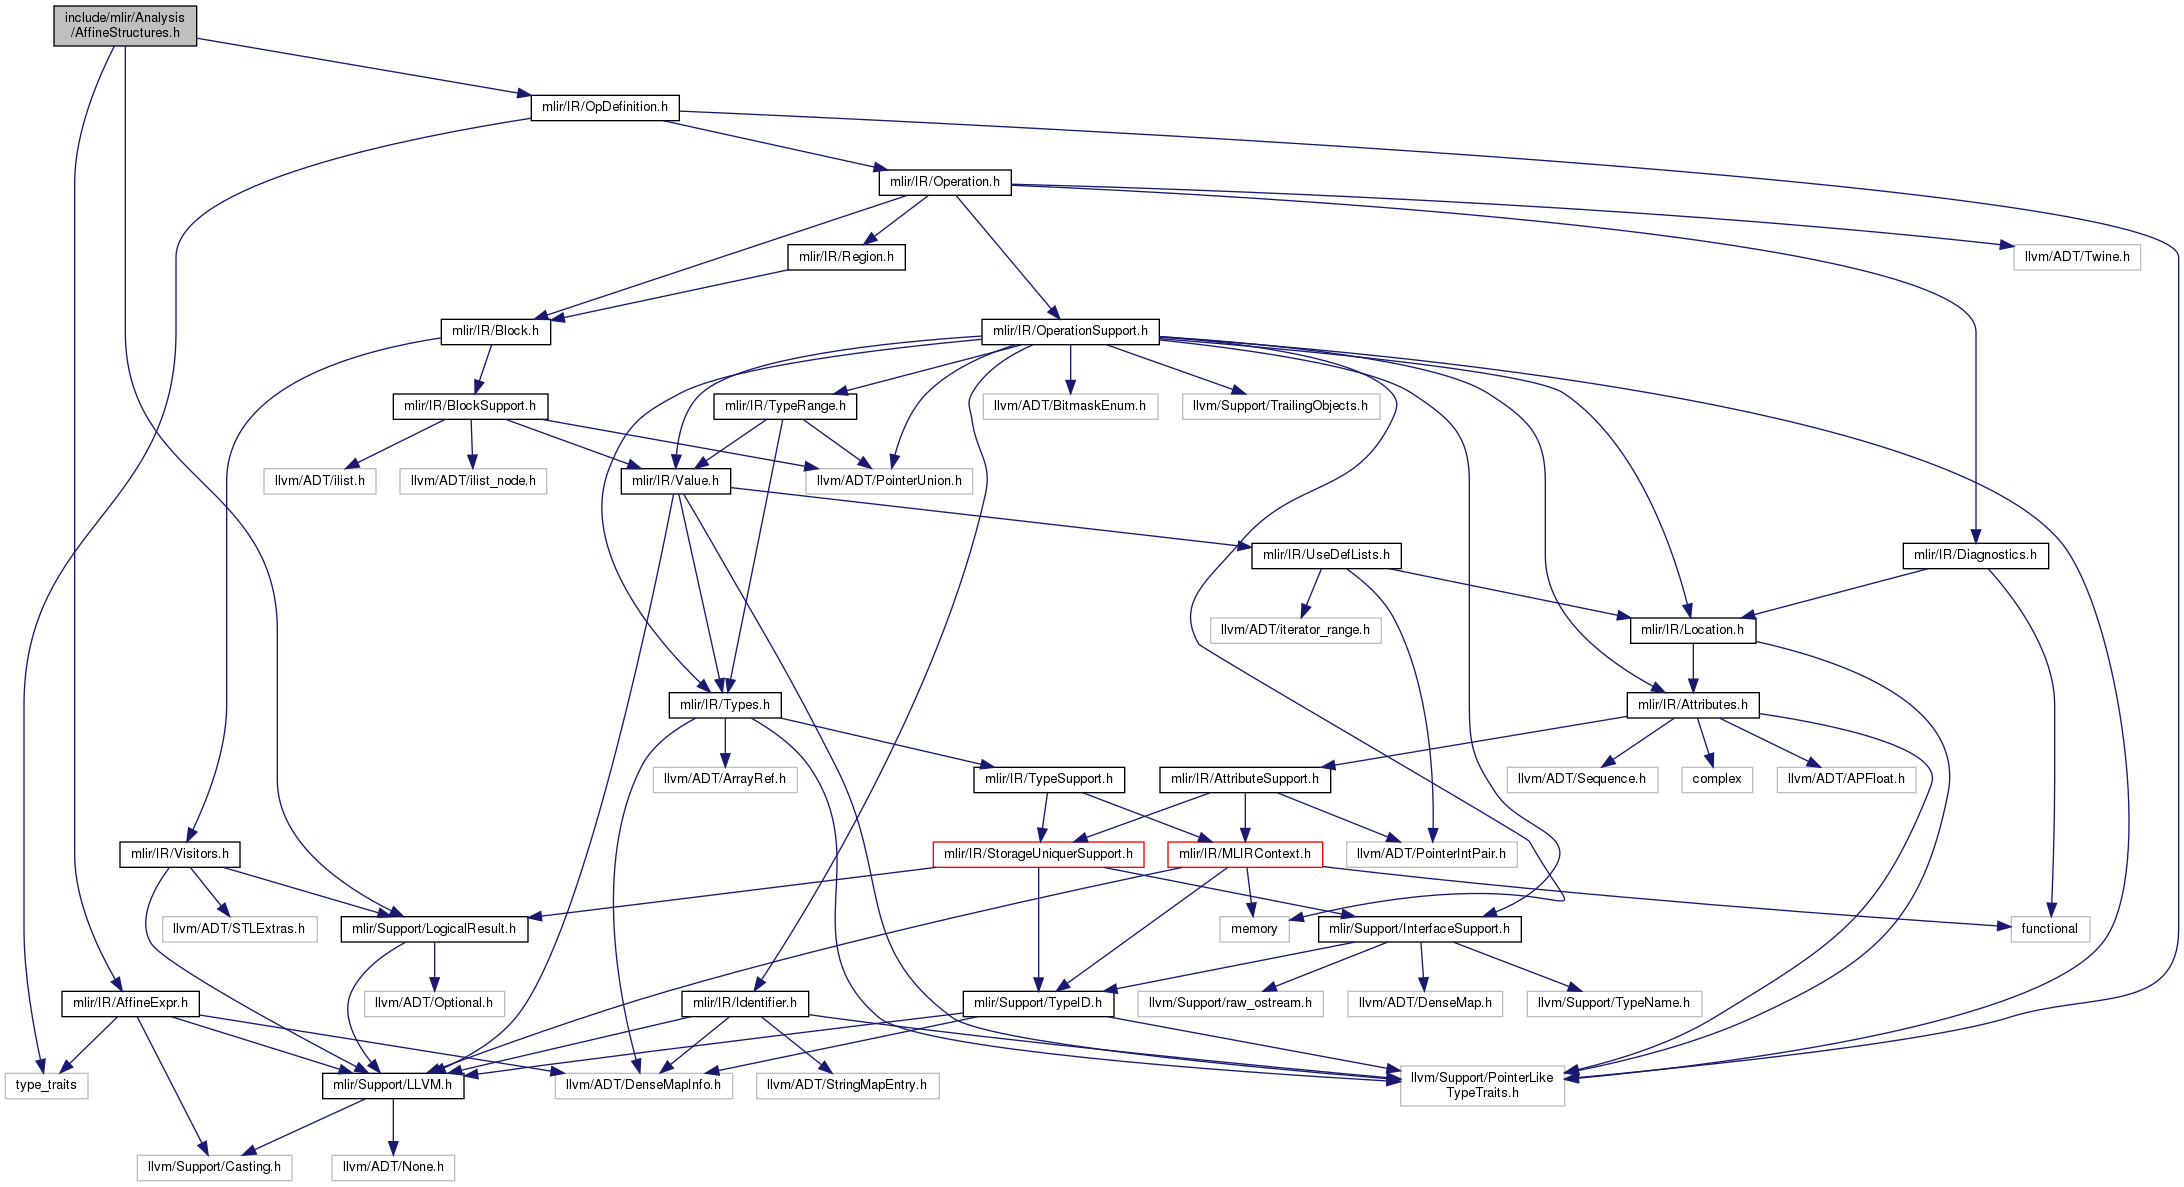 include/mlir/Analysis
/AffineStructures.h
mlir/IR/OpDefinition.h
mlir/IR/Operation.h
mlir/IR/Region.h
llvm/ADT/Twine.h
mlir/IR/Block.h
mlir/IR/OperationSupport.h
mlir/IR/BlockSupport.h
mlir/IR/TypeRange.h
llvm/ADT/BitmaskEnum.h
llvm/Support/TrailingObjects.h
llvm/ADT/ilist.h
llvm/ADT/ilist_node.h
mlir/IR/Value.h
llvm/ADT/PointerUnion.h
mlir/IR/UseDefLists.h
mlir/IR/Diagnostics.h
llvm/ADT/iterator_range.h
mlir/IR/Location.h
mlir/IR/Types.h
mlir/IR/Attributes.h
llvm/ADT/ArrayRef.h
mlir/IR/TypeSupport.h
mlir/IR/AttributeSupport.h
llvm/ADT/Sequence.h
complex
llvm/ADT/APFloat.h
mlir/IR/Visitors.h
mlir/IR/StorageUniquerSupport.h
mlir/IR/MLIRContext.h
llvm/ADT/PointerIntPair.h
llvm/ADT/STLExtras.h
mlir/Support/LogicalResult.h
memory
mlir/Support/InterfaceSupport.h
functional
mlir/IR/AffineExpr.h
llvm/ADT/Optional.h
mlir/IR/Identifier.h
mlir/Support/TypeID.h
llvm/Support/raw_ostream.h
llvm/ADT/DenseMap.h
llvm/Support/TypeName.h
type_traits
mlir/Support/LLVM.h
llvm/ADT/DenseMapInfo.h
llvm/ADT/StringMapEntry.h
llvm/Support/PointerLike
TypeTraits.h
llvm/Support/Casting.h
llvm/ADT/None.h